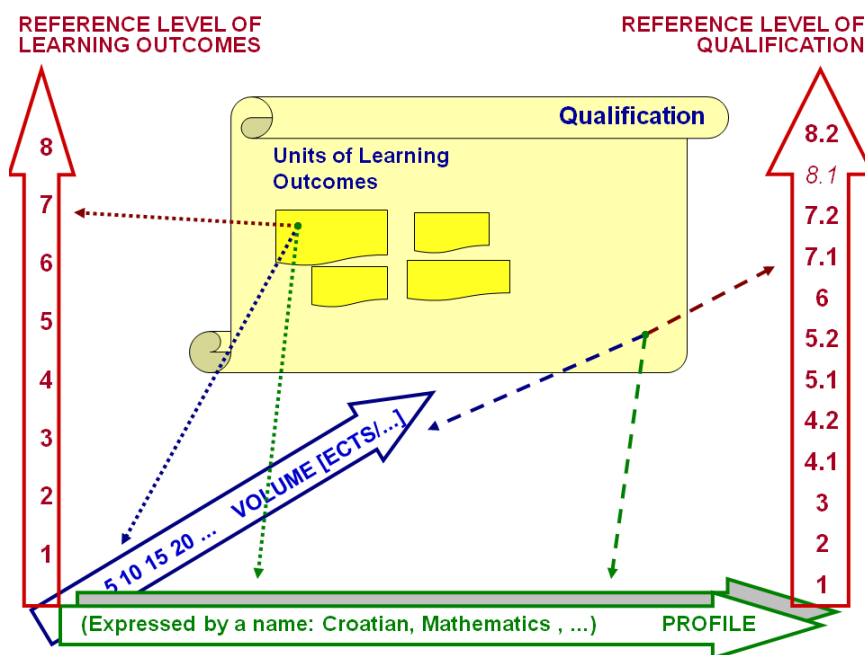 REFERENCE LEVEL OF
LEARNING OUTCOMES
REFERENCE LEVEL OF
QUALIFICATION
Qualification
Units of Learning
Outcomes
8
7
6
5
4
3
2
1
8.2
8.1
7.2
7.1
6
5.2
5.1
4.2
4.1
3
2
1
5 10 15 20 ... VOLUME [ECTS/...]
(Expressed by a name: Croatian, Mathematics , ...) PROFILE